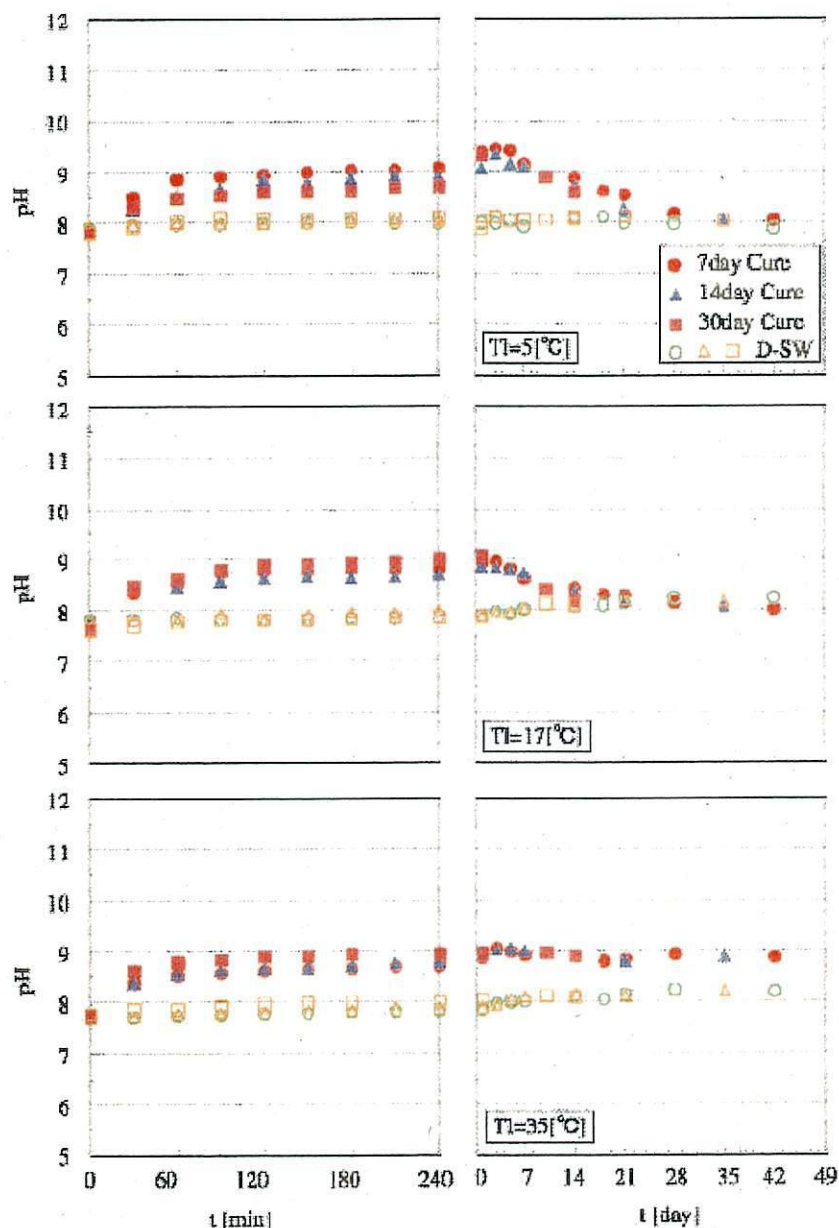 12
11
10
9
8
7
6
5
pH
7day Cure
14day Cure
30day Cure
D-SW
Tl=5[°C]
12
11
10
9
8
7
6
5
pH
Tl=17[°C]
12
11
10
9
8
7
6
5
pH
Tl=35[°C]
0 60 120 180 240
0 7 14 21 28 35 42 49
t [min]
t [day]